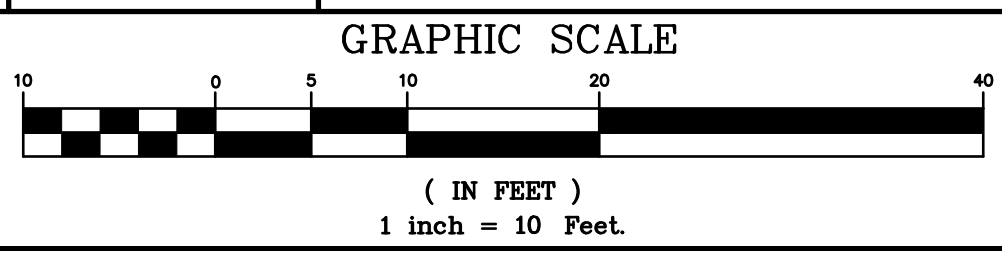 GRAPHIC SCALE
10 0 5 10 20 40
( IN FEET )
1 inch = 10 Feet.